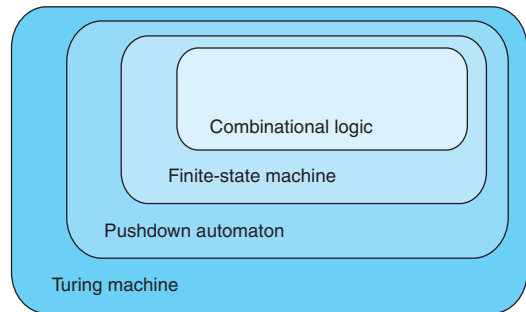 Combinational logic
Finite-state machine
Pushdown automaton
Turing machine